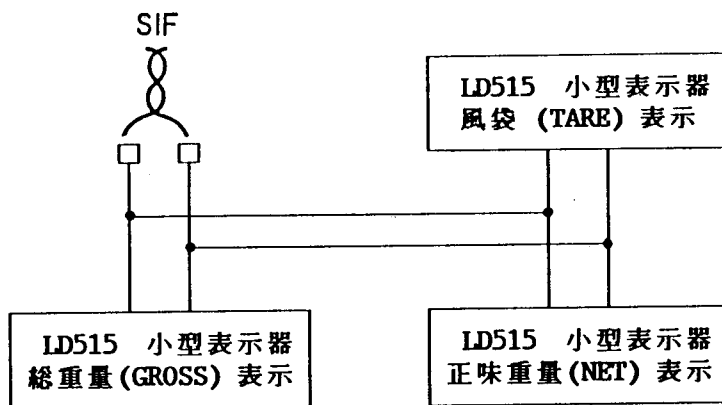 SIF
LD515 小型表示器
風袋 (TARE) 表示
LD515 小型表示器
総重量(GROSS) 表示
LD515 小型表示器
正味重量(NET) 表示